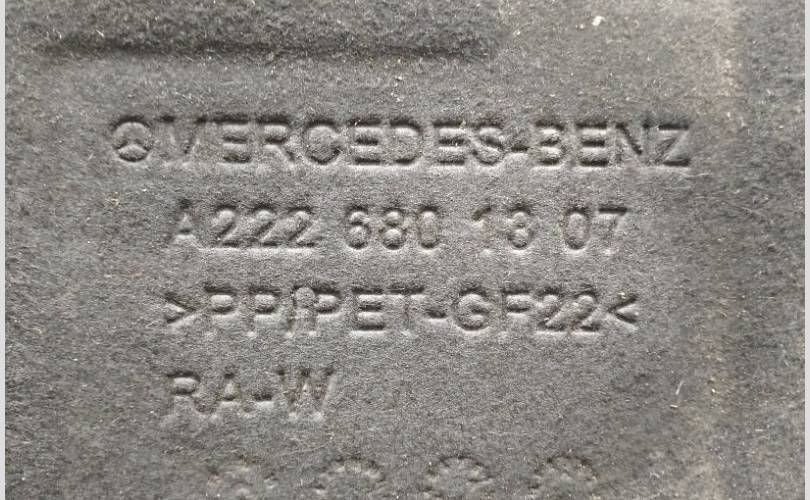 MERCEDES-BENZ
A222 680 13 07
>PP/PET-GF22<
RA-W